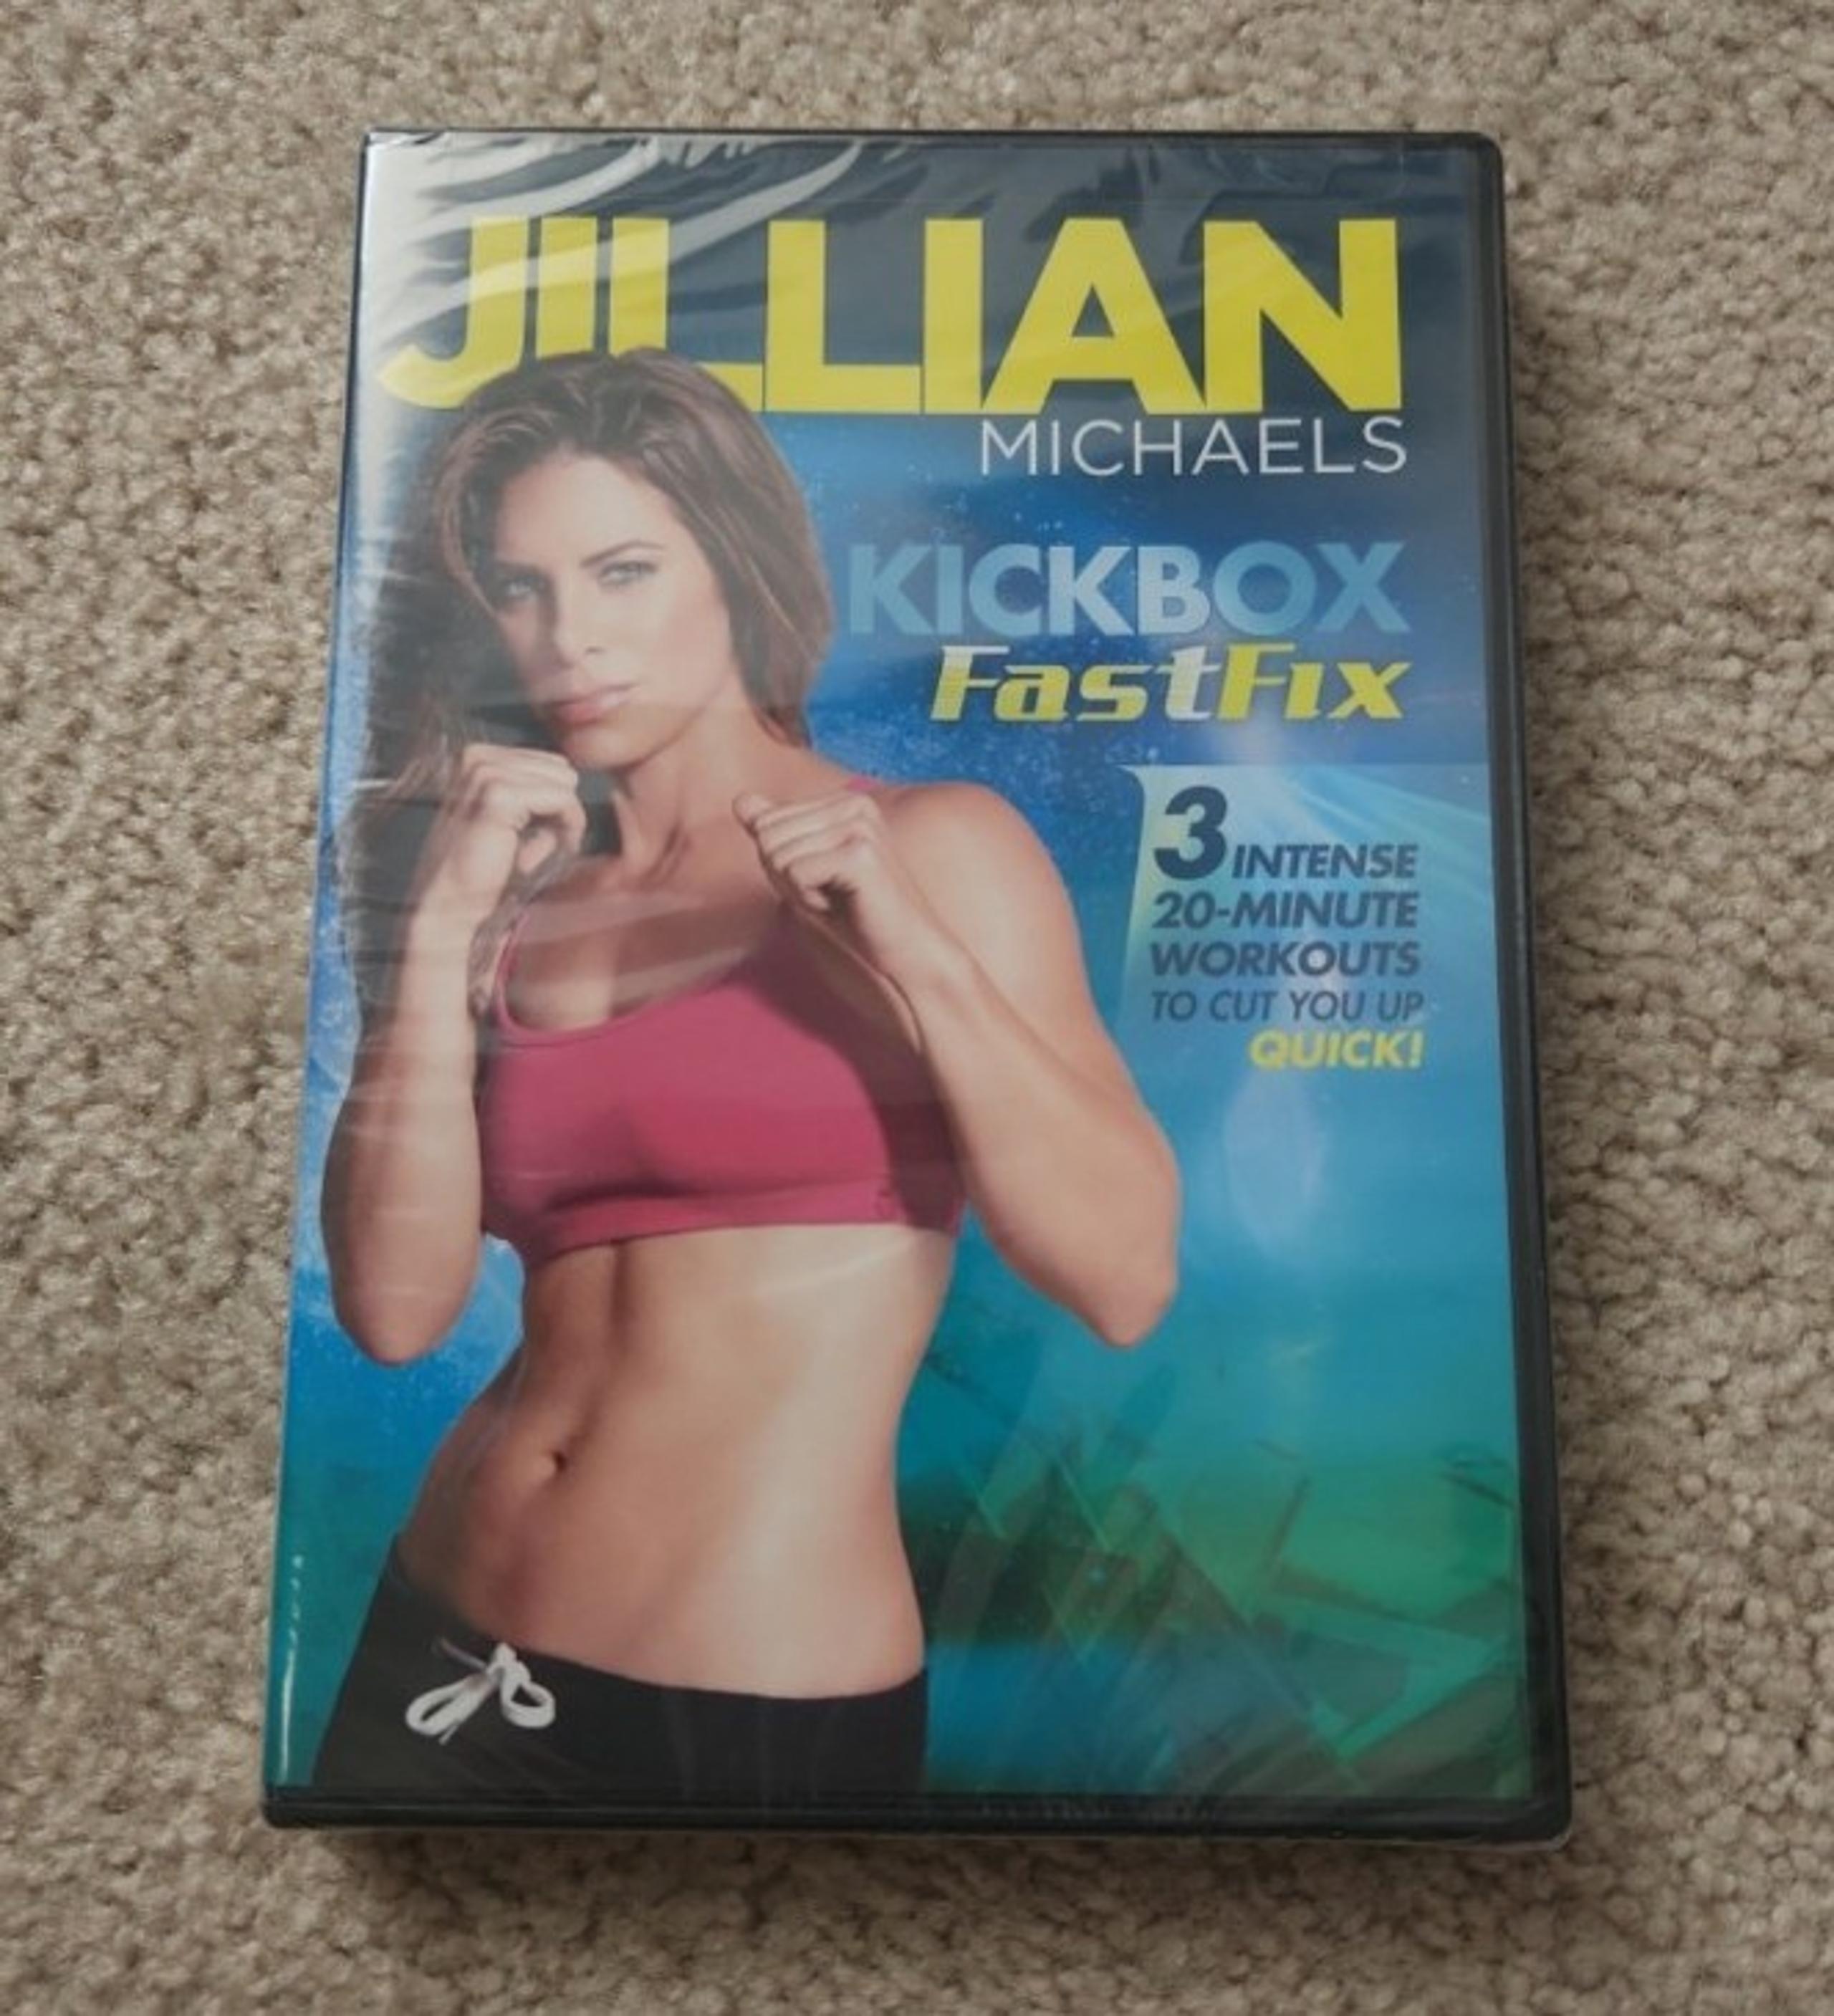 JILLIAN
MICHAELS
KICKBOX
FastFix
3 INTENSE
20-MINUTE
WORKOUTS
TO CUT YOU UP
QUICK!